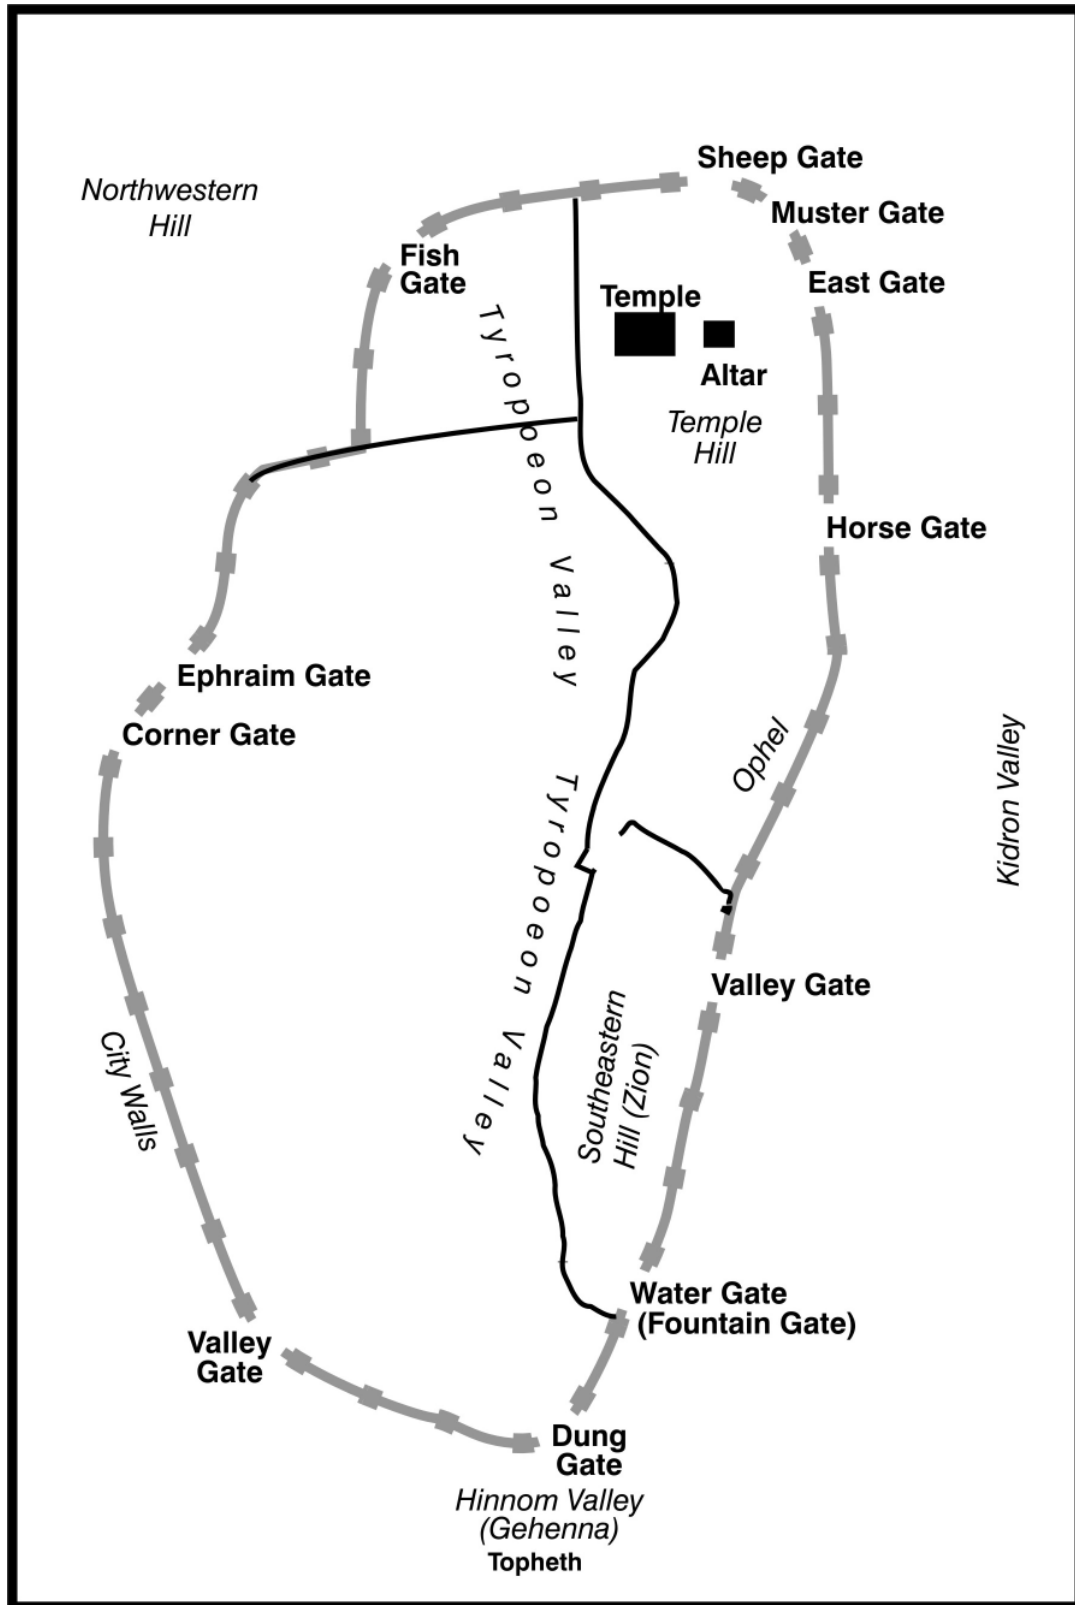 Sheep Gate
Northwestern
Hill
Muster Gate
Fish
Gate
East Gate
Temple
Altar
Tyropoeon Valley
Temple
Hill
Horse Gate
Ephraim Gate
Corner Gate
Ophel
Kidron Valley
Tyropoeon Valley
Valley Gate
Southeastern
Hill (Zion)
City Walls
Water Gate
(Fountain Gate)
Valley
Gate
Dung
Gate
Hinnom Valley
(Gehenna)
Topheth